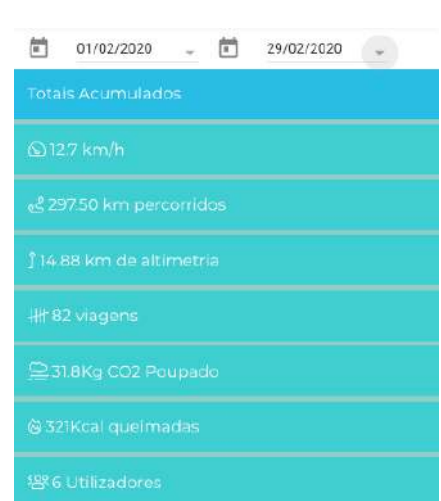 01/02/2020 29/02/2020
Totais Acumulados
12.7 km/h
297.50 km percorridos
14.88 km de altimetria
82 viagens
31.8Kg CO2 Poupado
321Kcal queimadas
6 Utilizadores